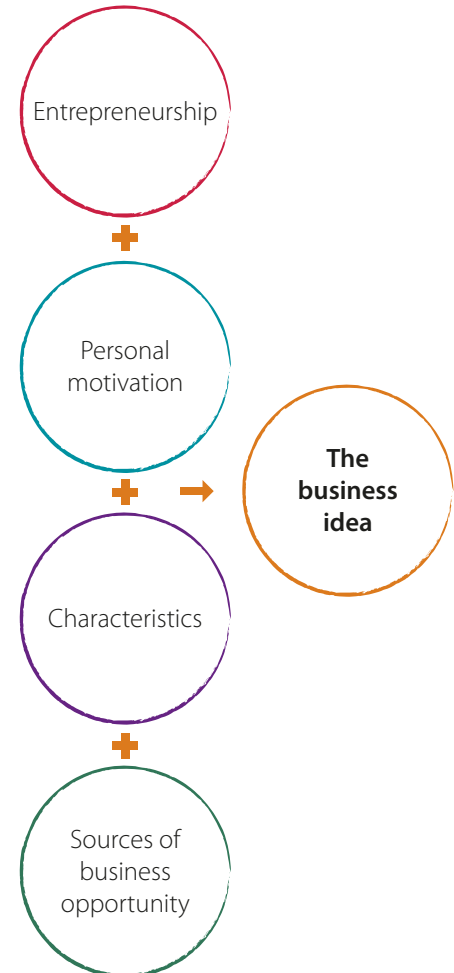 Entrepreneurship
Personal
motivation
The
business
idea
Characteristics
Sources of
business
opportunity